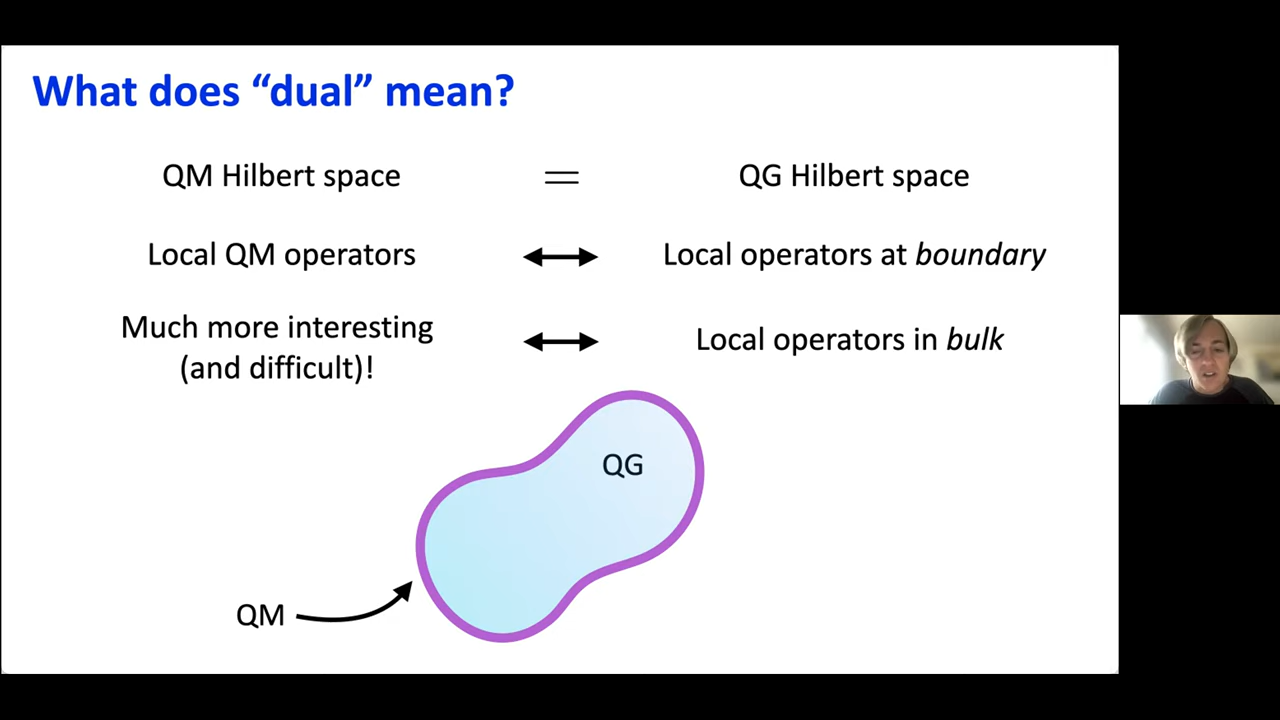 What does “dual” mean?
QM Hilbert space = QG Hilbert space
Local QM operators ↔ Local operators at boundary
Much more interesting
(and difficult)! ↔ Local operators in bulk
QG
QM